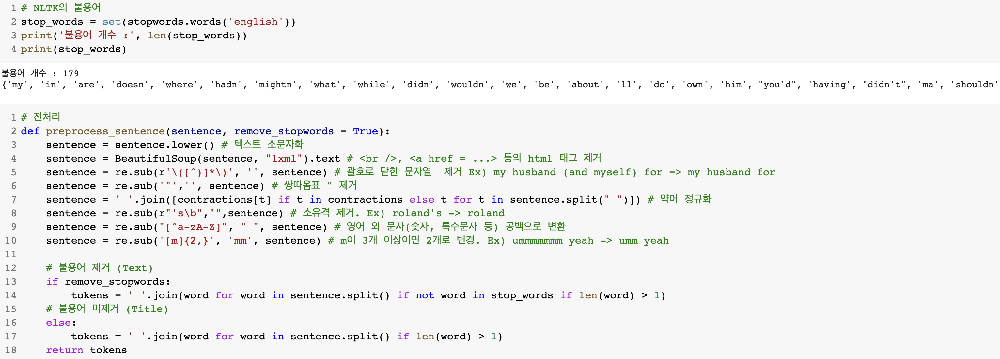 1 # NLTK의 불용어
2 stop_words = set(stopwords.words('english'))
3 print('불용어 개수 :', len(stop_words))
4 print(stop_words)
불용어 개수 : 179
{'my', 'in', 'are', 'doesn', 'where', 'hadn', 'mightn', 'what', 'while', 'didn', 'wouldn', 'we', 'be', 'about', 'll', 'do', 'own', 'him', "you'd", 'having', "didn't", 'ma', 'shouldn'
1 # 전처리
2 def preprocess_sentence(sentence, remove_stopwords = True):
3     sentence = sentence.lower() # 텍스트 소문자화
4     sentence = BeautifulSoup(sentence, "lxml").text # <br />, <a href = ...> 등의 html 태그 제거
5     sentence = re.sub(r'\([^)]*\)', '', sentence) # 괄호로 닫힌 문자열  제거 Ex) my husband (and myself) for => my husband for
6     sentence = re.sub('"','', sentence) # 쌍따옴표 " 제거
7     sentence = ' '.join([contractions[t] if t in contractions else t for t in sentence.split(" ")]) # 약어 정규화
8     sentence = re.sub(r"'s\b","",sentence) # 소유격 제거. Ex) roland's -> roland
9     sentence = re.sub("[^a-zA-Z]", " ", sentence) # 영어 외 문자(숫자, 특수문자 등) 공백으로 변환
10     sentence = re.sub('[m]{2,}', 'mm', sentence) # m이 3개 이상이면 2개로 변경. Ex) ummmmmmm yeah -> umm yeah
11
12     # 불용어 제거 (Text)
13     if remove_stopwords:
14         tokens = ' '.join(word for word in sentence.split() if not word in stop_words if len(word) > 1)
15     # 불용어 미제거 (Title)
16     else:
17         tokens = ' '.join(word for word in sentence.split() if len(word) > 1)
18     return tokens